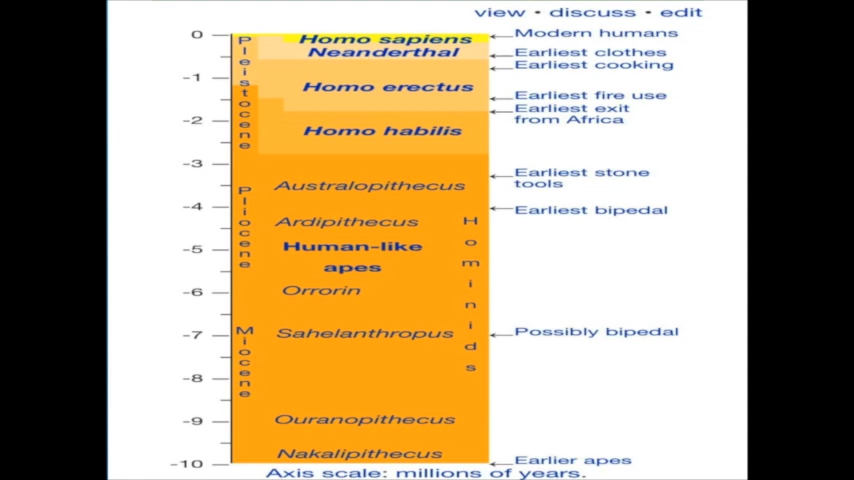 view • discuss • edit
0
-1
-2
-3
-4
-5
-6
-7
-8
-9
-10
Pleistocene
Pliocene
Miocene
Homo sapiens
Neanderthal
Homo erectus
Homo habilis
Australopithecus
Ardipithecus
Human-like
apes
Orrorin
Sahelanthropus
Ouranopithecus
Nakalipithecus
Hominids
Modern humans
Earliest clothes
Earliest cooking
Earliest fire use
Earliest exit
from Africa
Earliest stone
tools
Earliest bipedal
Possibly bipedal
Earlier apes
Axis scale: millions of years.